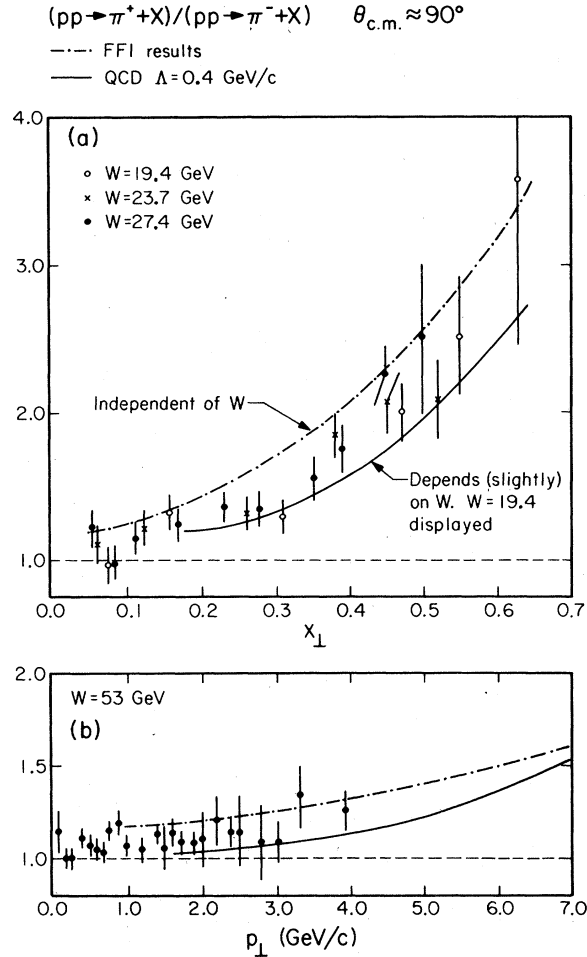 (pp→π⁺+X)/(pp→π⁻+X) θc.m.≈90°
FFI results
QCD Λ=0.4 GeV/c
4.0
(a)
W=19.4 GeV
W=23.7 GeV
W=27.4 GeV
3.0
Independent of W
2.0
Depends (slightly)
on W. W=19.4
displayed
1.0
0.0 0.1 0.2 0.3 0.4 0.5 0.6 0.7
X⊥
2.0
W=53 GeV
(b)
1.5
1.0
0.0 1.0 2.0 3.0 4.0 5.0 6.0 7.0
p⊥ (GeV/c)